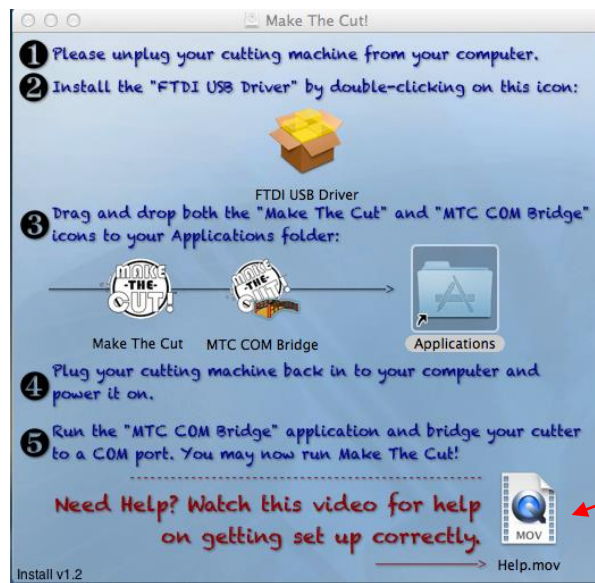 Make The Cut!
1 Please unplug your cutting machine from your computer.
2 Install the "FTDI USB Driver" by double-clicking on this icon:
FTDI USB Driver
3 Drag and drop both the "Make The Cut" and "MTC COM Bridge"
icons to your Applications folder:
MAKE
-THE-
CUT!
MAKE
-THE-
CUT!
Make The Cut
MTC COM Bridge
Applications
4 Plug your cutting machine back in to your computer and
power it on.
5 Run the "MTC COM Bridge" application and bridge your cutter
to a COM port. You may now run Make The Cut!
Need Help? Watch this video for help
on getting set up correctly.
MOV
Help.mov
Install v1.2